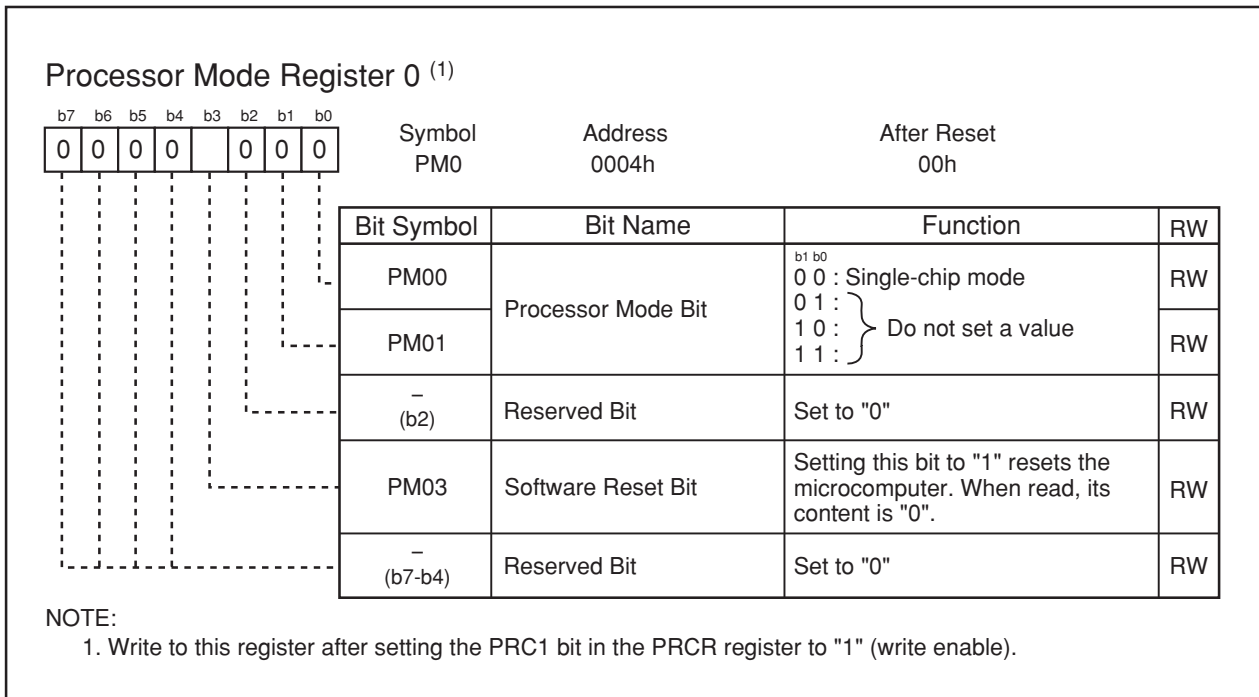 Processor Mode Register 0 (1)
b7 b6 b5 b4 b3 b2 b1 b0
0 0 0 0 0 0 0
Symbol Address After Reset
PM0 0004h 00h
Bit Symbol Bit Name Function RW
PM00 Processor Mode Bit RW
PM01 RW
b1 b0
0 0 : Single-chip mode
0 1 :
1 0 : Do not set a value
1 1 :
–
(b2) Reserved Bit Set to "0" RW
PM03 Software Reset Bit RW
Setting this bit to "1" resets the
microcomputer. When read, its
content is "0".
–
(b7-b4) Reserved Bit Set to "0" RW
NOTE:
1. Write to this register after setting the PRC1 bit in the PRCR register to "1" (write enable).